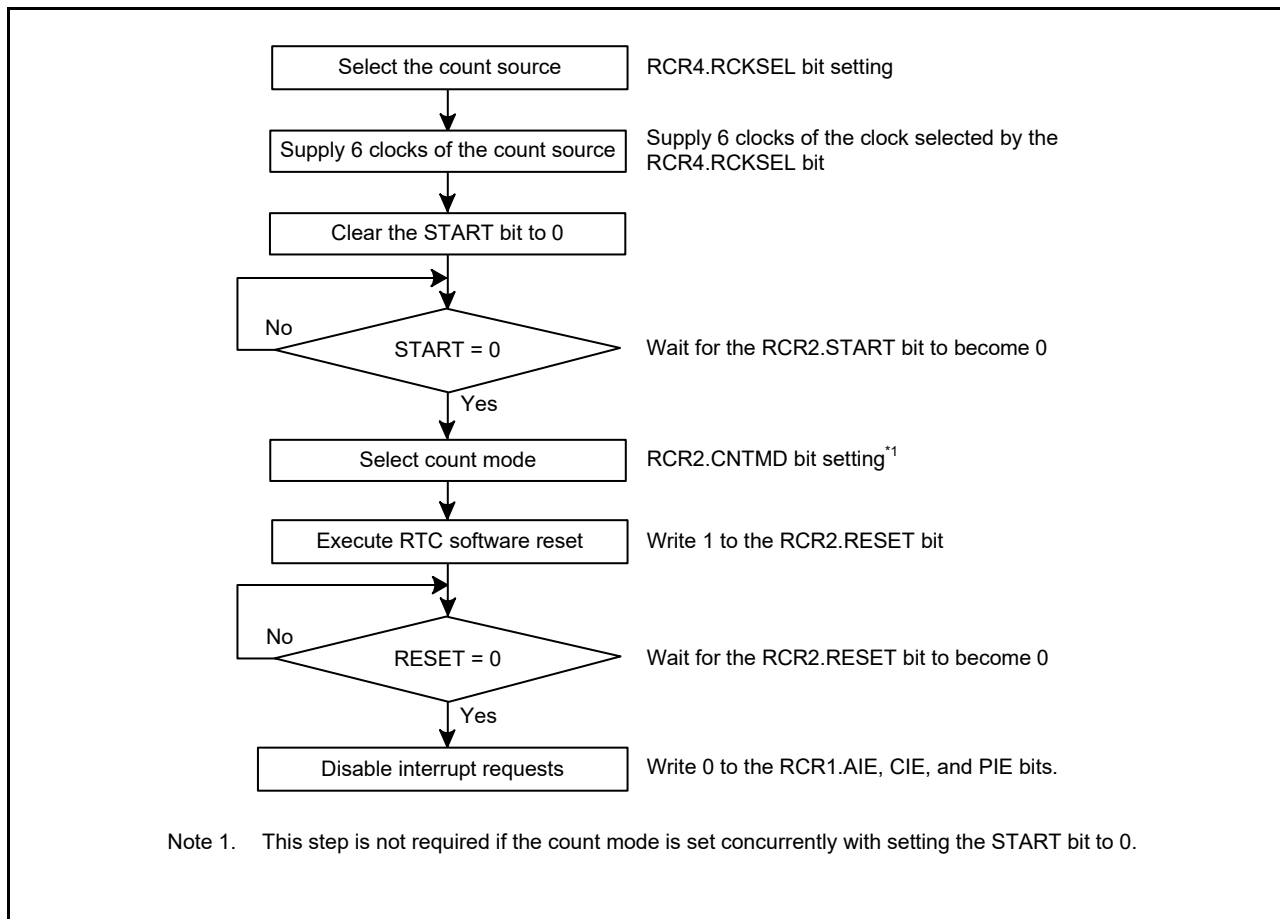 Select the count source
RCR4.RCKSEL bit setting
Supply 6 clocks of the count source
Supply 6 clocks of the clock selected by the
RCR4.RCKSEL bit
Clear the START bit to 0
No
START = 0
Wait for the RCR2.START bit to become 0
Yes
Select count mode
RCR2.CNTMD bit setting*1
Execute RTC software reset
Write 1 to the RCR2.RESET bit
No
RESET = 0
Wait for the RCR2.RESET bit to become 0
Yes
Disable interrupt requests
Write 0 to the RCR1.AIE, CIE, and PIE bits.
Note 1. This step is not required if the count mode is set concurrently with setting the START bit to 0.